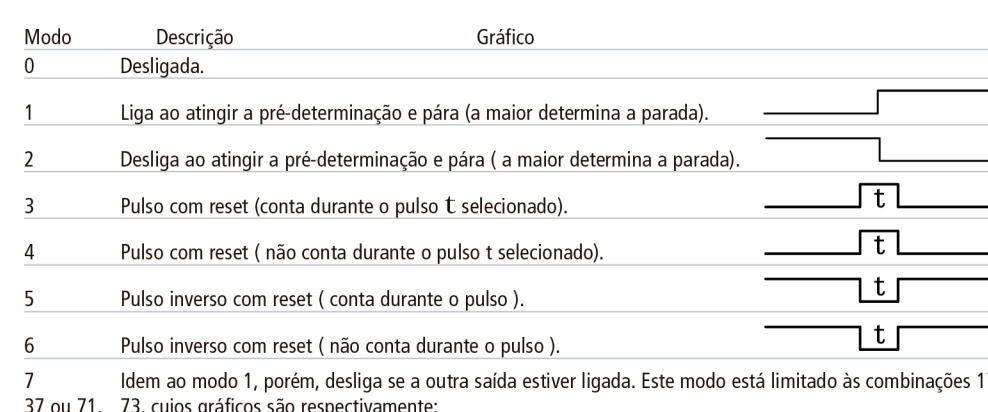 Modo Descrição Gráfico
0 Desligada.
1 Liga ao atingir a pré-determinação e pára (a maior determina a parada).
2 Desliga ao atingir a pré-determinação e pára ( a maior determina a parada).
3 Pulso com reset (conta durante o pulso t selecionado).
t
4 Pulso com reset ( não conta durante o pulso t selecionado).
t
5 Pulso inverso com reset ( conta durante o pulso ).
t
6 Pulso inverso com reset ( não conta durante o pulso ).
t
7 Idem ao modo 1, porém, desliga se a outra saída estiver ligada. Este modo está limitado às combinações
37 ou 71, 73, cujos gráficos são respectivamente: